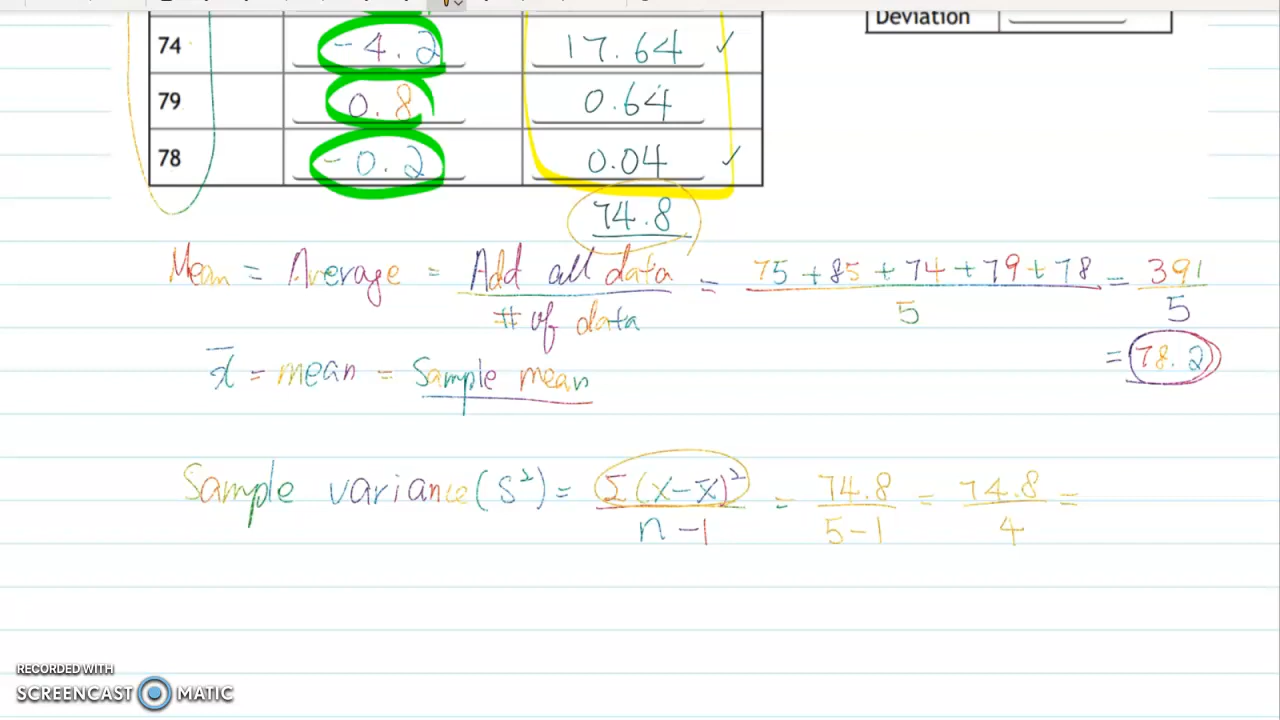 Deviation
74 -4.2 17.64 ✓
79 0.8 0.64
78 -0.2 0.04 ✓
74.8
Mean = Average = Add all data / # of data = 75 + 85 + 74 + 79 + 78 / 5 = 391 / 5
= 78.2
x̄ = mean = Sample mean
Sample variance (S²) = Σ(x-x̄)² / n-1 = 74.8 / 5-1 = 74.8 / 4 =
RECORDED WITH
SCREENCAST MATIC